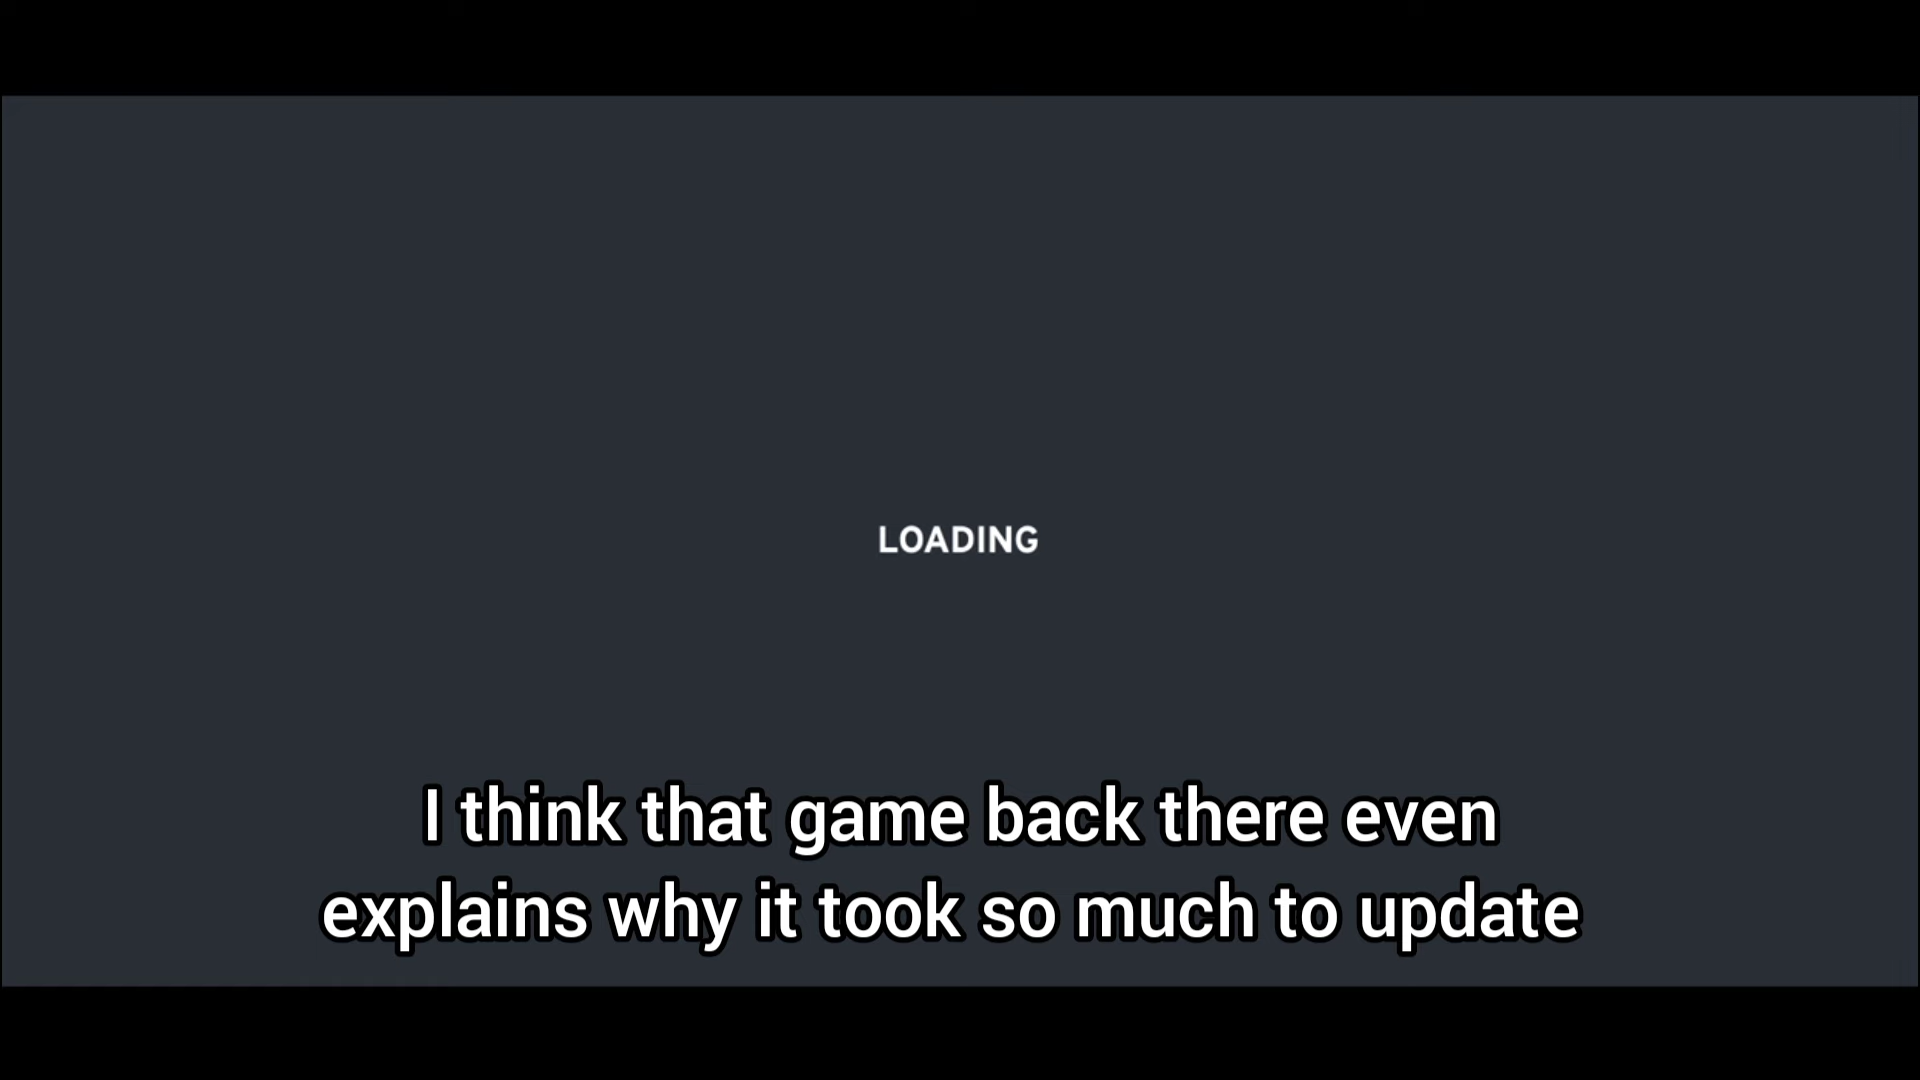 LOADING
I think that game back there even
explains why it took so much to update